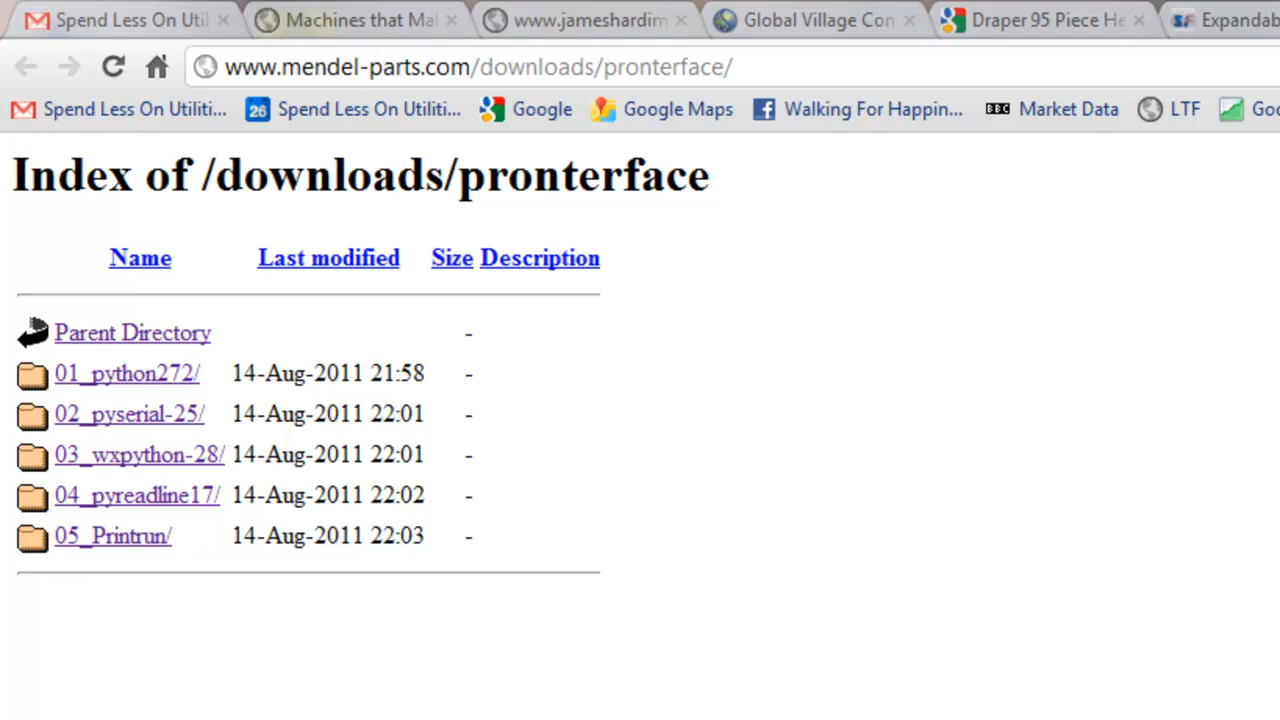 Spend Less On Util
Machines that Mal
www.jameshardim
Global Village Con
Draper 95 Piece He
SF Expandab
www.mendel-parts.com/downloads/pronterface/
Spend Less On Utiliti... 26 Spend Less On Utiliti... Google Google Maps Walking For Happin... BBC Market Data LTF Goo
Index of /downloads/pronterface
Name Last modified Size Description
Parent Directory -
01_python272/ 14-Aug-2011 21:58 -
02_pyserial-25/ 14-Aug-2011 22:01 -
03_wxpython-28/ 14-Aug-2011 22:01 -
04_pyreadline17/ 14-Aug-2011 22:02 -
05_Printrun/ 14-Aug-2011 22:03 -